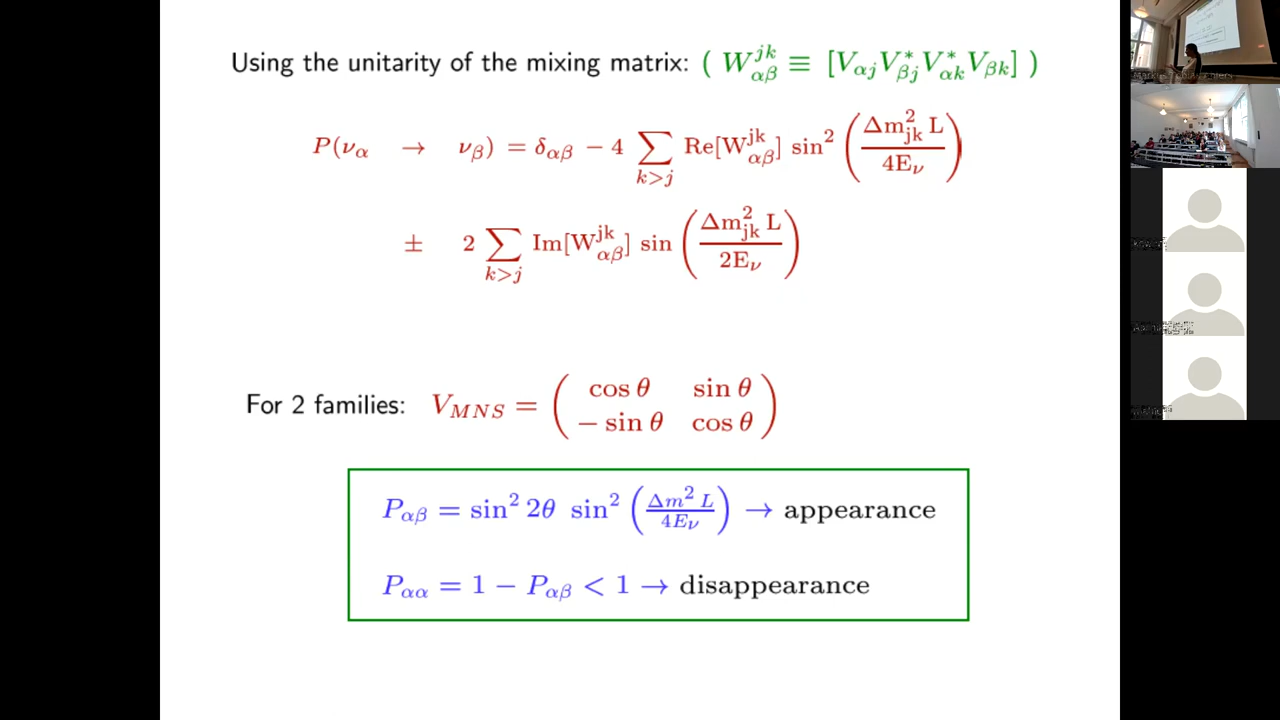 Using the unitarity of the mixing matrix: ( W^{jk}_{αβ} ≡ [V_{αj}V^*_{βj}V^*_{αk}V_{βk}] )
P(ν_α → ν_β) = δ_{αβ} − 4 ∑_{k>j} Re[W^{jk}_{αβ}] sin² (Δm²_{jk} L / 4E_ν)
± 2 ∑_{k>j} Im[W^{jk}_{αβ}] sin (Δm²_{jk} L / 2E_ν)
For 2 families: V_{MNS} = ( cos θ sin θ
− sin θ cos θ )
P_{αβ} = sin² 2θ sin² (Δm² L / 4E_ν) → appearance
P_{αα} = 1 − P_{αβ} < 1 → disappearance